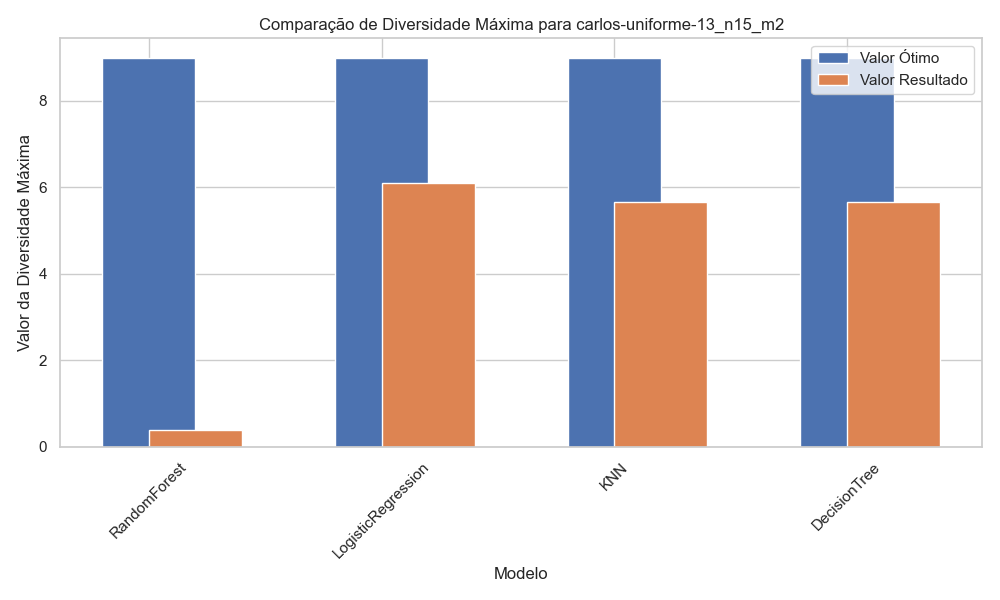 Comparação de Diversidade Máxima para carlos-uniforme-13_n15_m2
Valor Ótimo
Valor Resultado
Valor da Diversidade Máxima
8
6
4
2
0
RandomForest
LogisticRegression
KNN
DecisionTree
Modelo